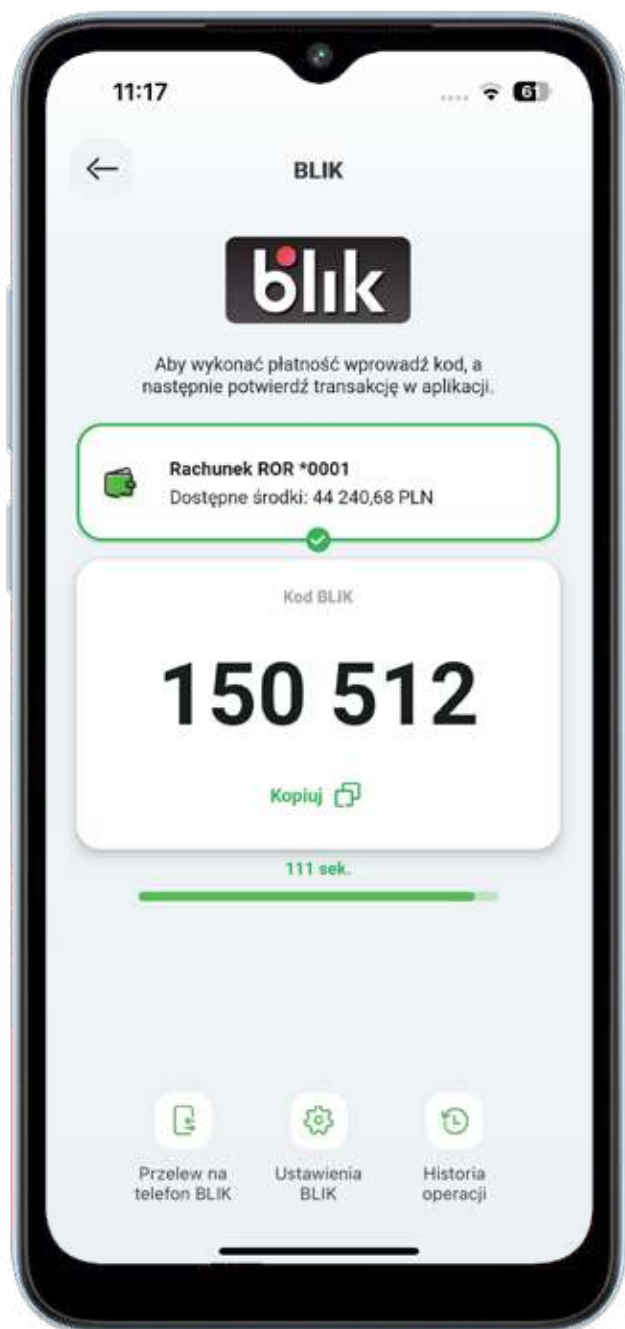 11:17
61
BLIK
blik
Aby wykonać płatność wprowadź kod, a
następnie potwierdź transakcję w aplikacji.
Rachunek ROR *0001
Dostępne środki: 44 240,68 PLN
Kod BLIK
150 512
Kopiuj
111 sek.
Przelew na
telefon BLIK
Ustawienia
BLIK
Historia
operacji